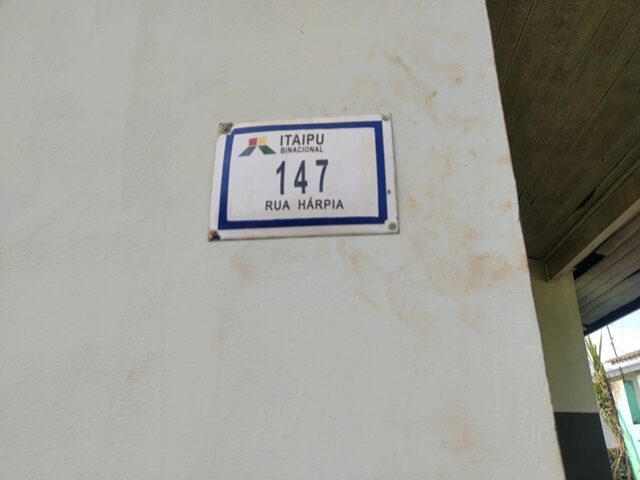 ITAIPU
BINACIONAL
147
RUA HÁRPIA